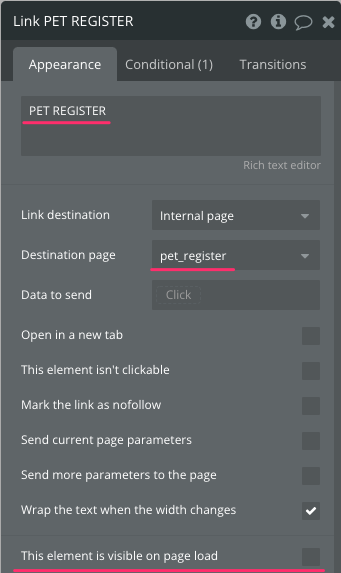 Link PET REGISTER
Appearance Conditional (1) Transitions
PET REGISTER
Rich text editor
Link destination Internal page
Destination page pet_register
Data to send Click
Open in a new tab
This element isn't clickable
Mark the link as nofollow
Send current page parameters
Send more parameters to the page
Wrap the text when the width changes
This element is visible on page load